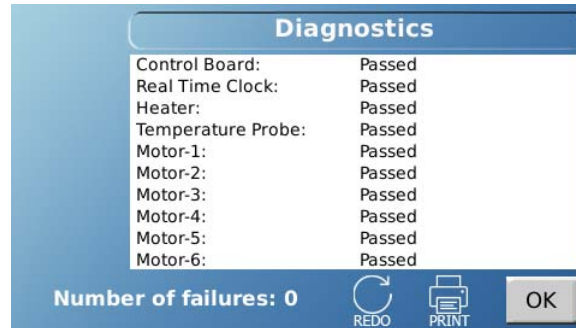 Diagnostics
Control Board: Passed
Real Time Clock: Passed
Heater: Passed
Temperature Probe: Passed
Motor-1: Passed
Motor-2: Passed
Motor-3: Passed
Motor-4: Passed
Motor-5: Passed
Motor-6: Passed
Number of failures: 0
REDO
PRINT
OK